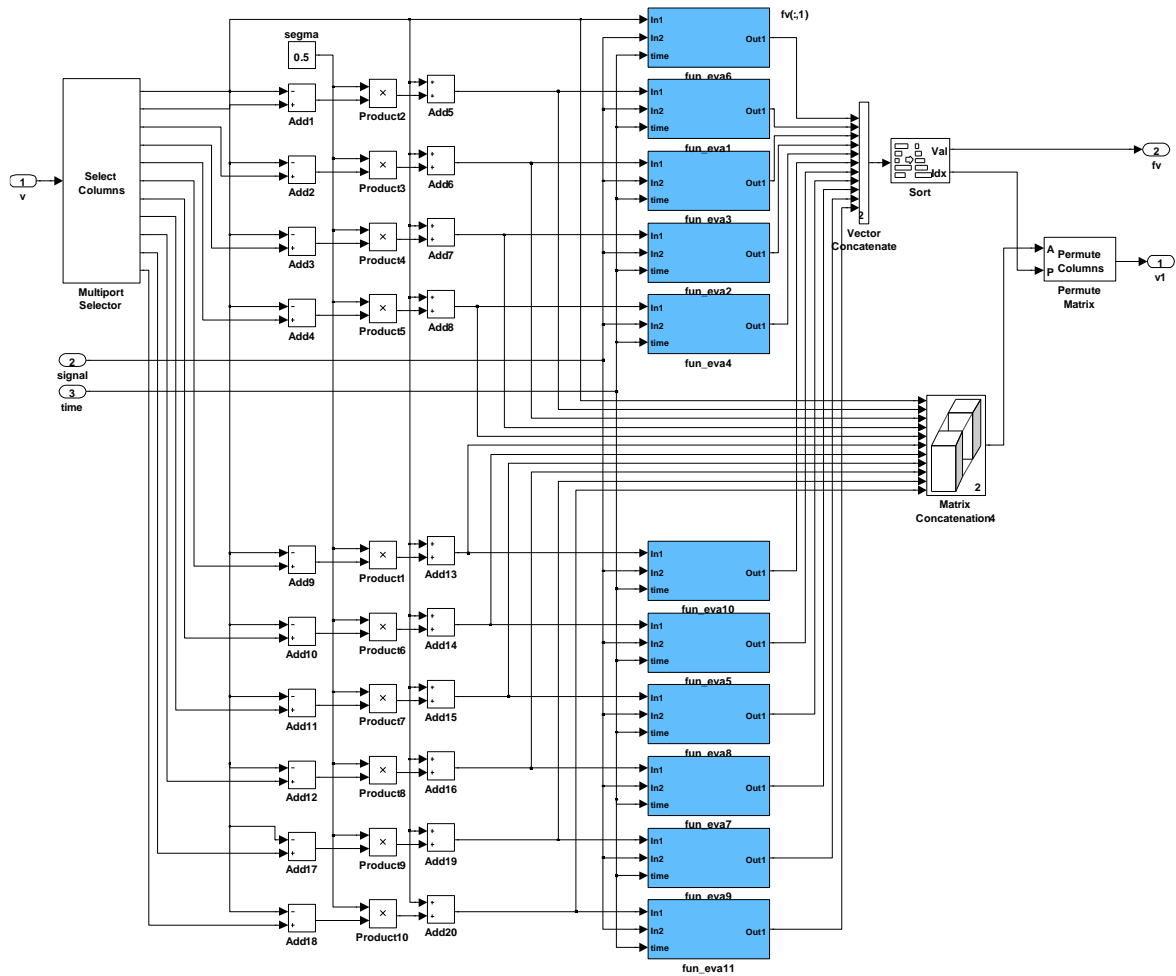 fv(:,1)
In1
In2
time
Out1
fun_eva6
segma
0.5
Select
Columns
Multiport
Selector
1
v
-
+
Add1
×
Product2
+
+
Add5
In1
In2
time
Out1
fun_eva1
-
+
Add2
×
Product3
+
+
Add6
In1
In2
time
Out1
fun_eva3
-
+
Add3
×
Product4
+
+
Add7
In1
In2
time
Out1
fun_eva2
-
+
Add4
×
Product5
+
+
Add8
In1
In2
time
Out1
fun_eva4
2
Vector
Concatenate
Val
Idx
Sort
2
fv
A
P
Permute
Columns
Permute
Matrix
1
v1
2
signal
3
time
2
Matrix
Concatenation4
-
+
Add9
×
Product1
+
+
Add13
In1
In2
time
Out1
fun_eva10
-
+
Add10
×
Product6
+
+
Add14
In1
In2
time
Out1
fun_eva5
-
+
Add11
×
Product7
+
+
Add15
In1
In2
time
Out1
fun_eva8
-
+
Add12
×
Product8
+
+
Add16
In1
In2
time
Out1
fun_eva7
-
+
Add17
×
Product9
+
+
Add19
In1
In2
time
Out1
fun_eva9
-
+
Add18
×
Product10
+
+
Add20
In1
In2
time
Out1
fun_eva11